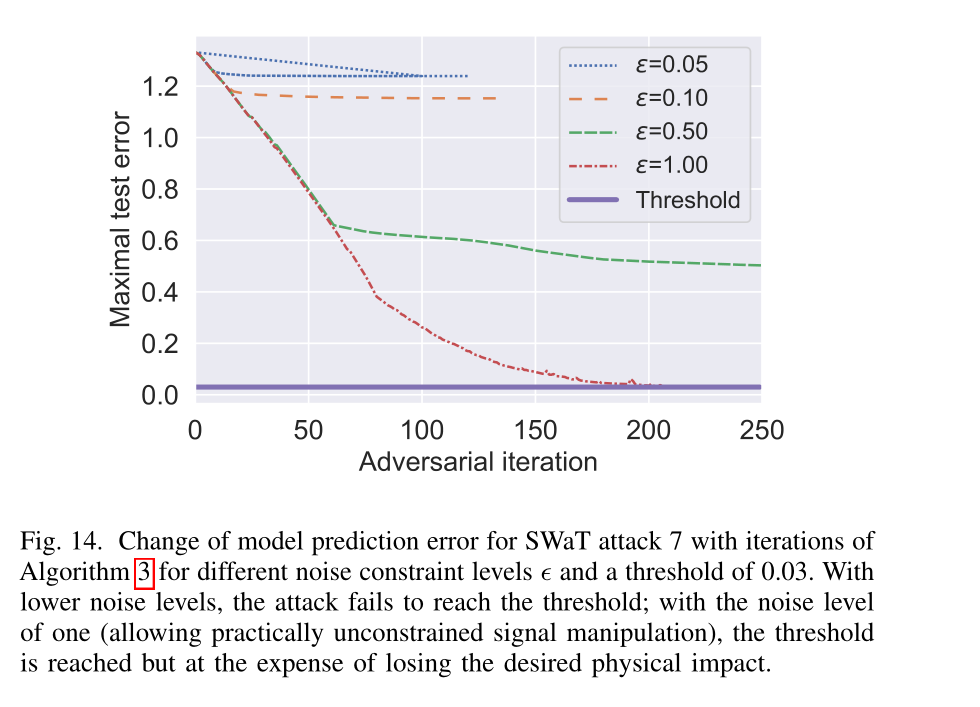 ε=0.05
ε=0.10
ε=0.50
ε=1.00
Threshold
Maximal test error
1.2
1.0
0.8
0.6
0.4
0.2
0.0
0 50 100 150 200 250
Adversarial iteration
Fig. 14. Change of model prediction error for SWaT attack 7 with iterations of
Algorithm 3 for different noise constraint levels ϵ and a threshold of 0.03. With
lower noise levels, the attack fails to reach the threshold; with the noise level
of one (allowing practically unconstrained signal manipulation), the threshold
is reached but at the expense of losing the desired physical impact.